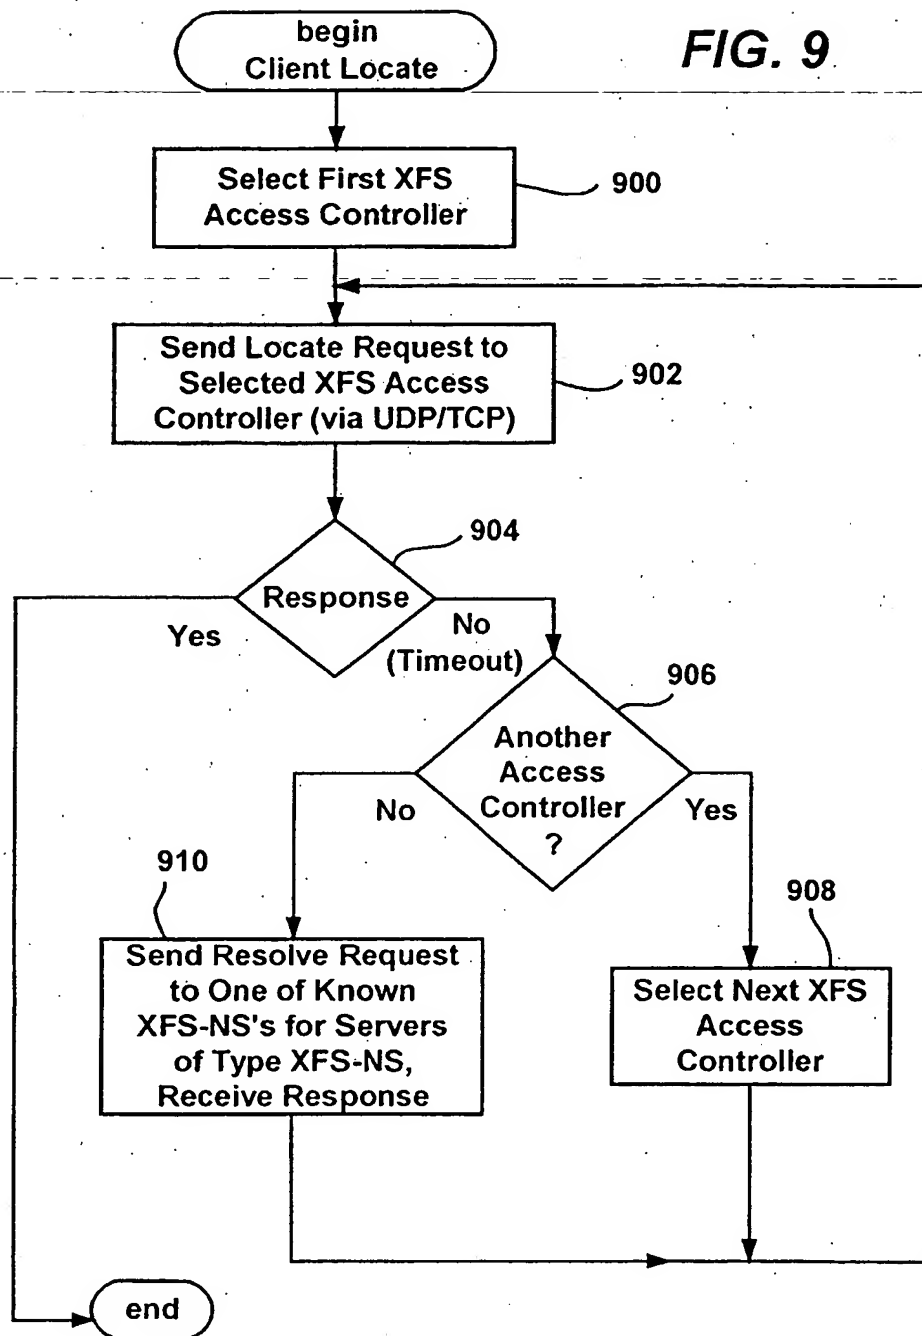 begin
Client Locate
FIG. 9
Select First XFS
Access Controller
900
Send Locate Request to
Selected XFS Access
Controller (via UDP/TCP)
902
904
Response
Yes
No
(Timeout)
906
Another
Access
Controller
?
No
Yes
910
908
Send Resolve Request
to One of Known
XFS-NS's for Servers
of Type XFS-NS,
Receive Response
Select Next XFS
Access
Controller
end